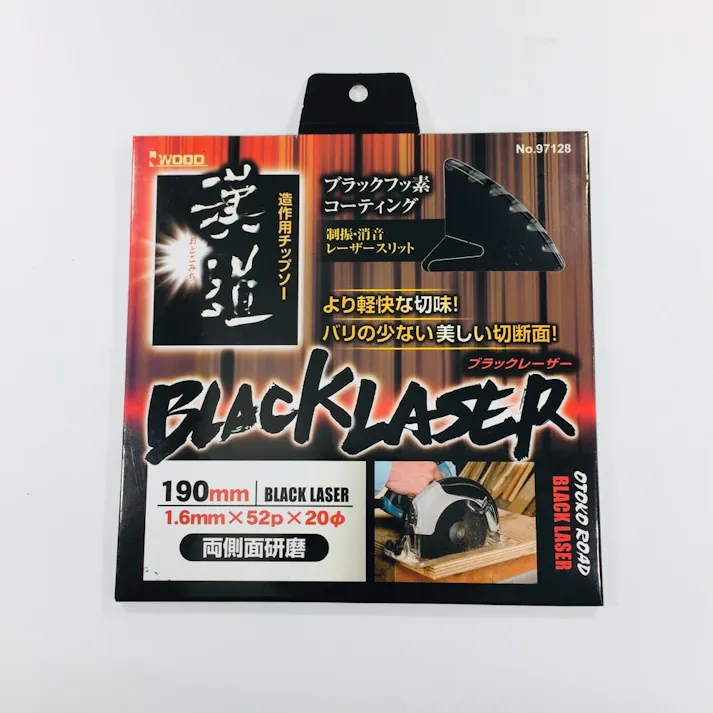 iWOOD
No.97128
漢道
おとこみち
造作用チップソー
ブラックフッ素
コーティング
制振・消音
レーザースリット
より軽快な切味!
バリの少ない美しい切断面!
ブラックレーザー
BLACK LASER
190mm BLACK LASER
1.6mm×52p×20φ
両側面研磨
OTOKO ROAD
BLACK LASER